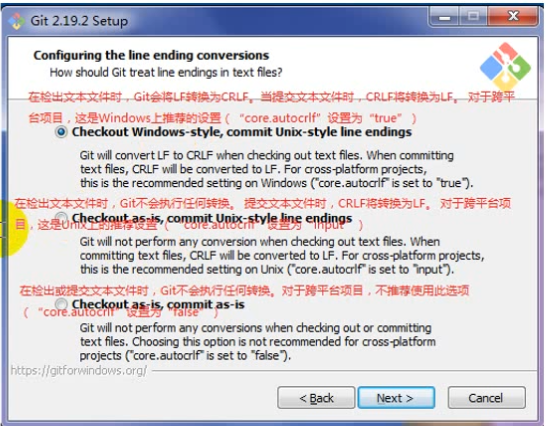 Git 2.19.2 Setup
Configuring the line ending conversions
How should Git treat line endings in text files?
在检出文本文件时，Git会将LF转换为CRLF。当提交文本文件时，CRLF将转换为LF。 对于跨平
台项目，这是Windows上推荐的设置（ “core.autocrlf” 设置为 “true” ）
Checkout Windows-style, commit Unix-style line endings
Git will convert LF to CRLF when checking out text files. When committing
text files, CRLF will be converted to LF. For cross-platform projects,
this is the recommended setting on Windows ("core.autocrlf" is set to "true").
在检出文本文件时，Git不会执行任何转换。 提交文本文件时，CRLF将转换为LF。 对于跨平台项
Checkout as-is, commit Unix-style line endings
目，这是Unix上的推荐设置（ “core.autocrlf” 设置为 “input” ）
Git will not perform any conversion when checking out text files. When
committing text files, CRLF will be converted to LF. For cross-platform projects,
this is the recommended setting on Unix ("core.autocrlf" is set to "input").
在检出或提交文本文件时，Git不会执行任何转换。对于跨平台项目，不推荐使用此选项
Checkout as-is, commit as-is
（ “core.autocrlf” 设置为 “false” ）
Git will not perform any conversions when checking out or committing
text files. Choosing this option is not recommended for cross-platform
projects ("core.autocrlf" is set to "false").
https://gitforwindows.org/
< Back
Next >
Cancel